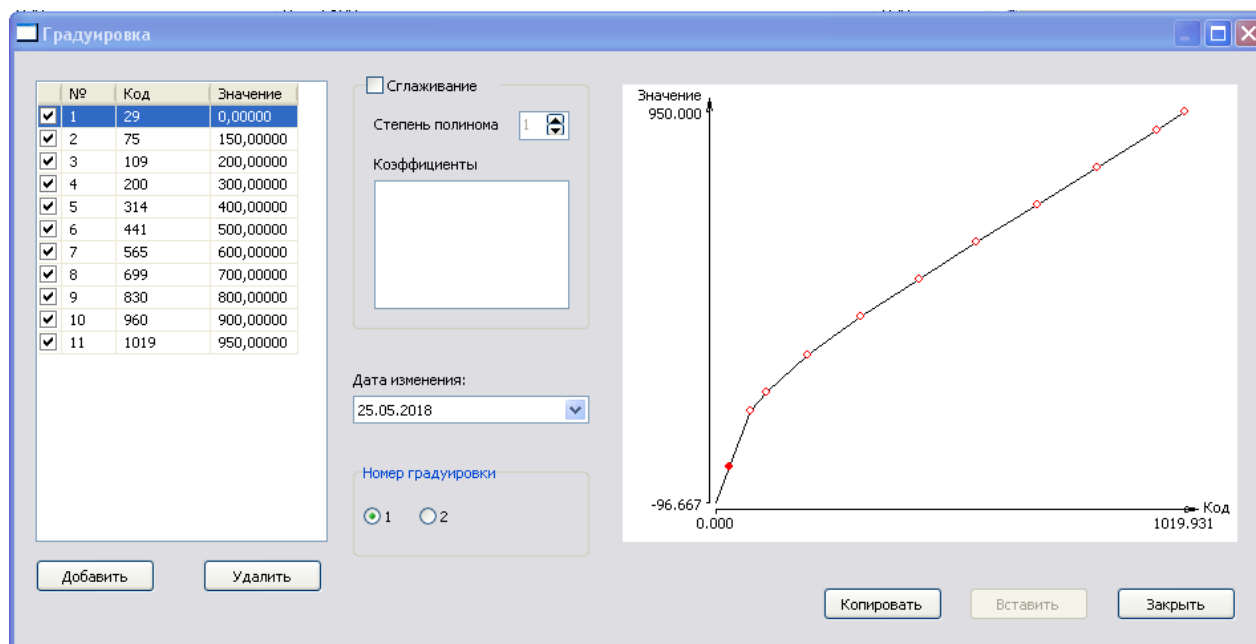 Градуировка
№ Код Значение
1 29 0,00000
2 75 150,00000
3 109 200,00000
4 200 300,00000
5 314 400,00000
6 441 500,00000
7 565 600,00000
8 699 700,00000
9 830 800,00000
10 960 900,00000
11 1019 950,00000
Добавить Удалить
Сглаживание
Степень полинома 1
Коэффициенты
Дата изменения:
25.05.2018
Номер градуировки
1 2
Значение
950.000
-96.667
Код
0.000 1019.931
Копировать Вставить Закрыть